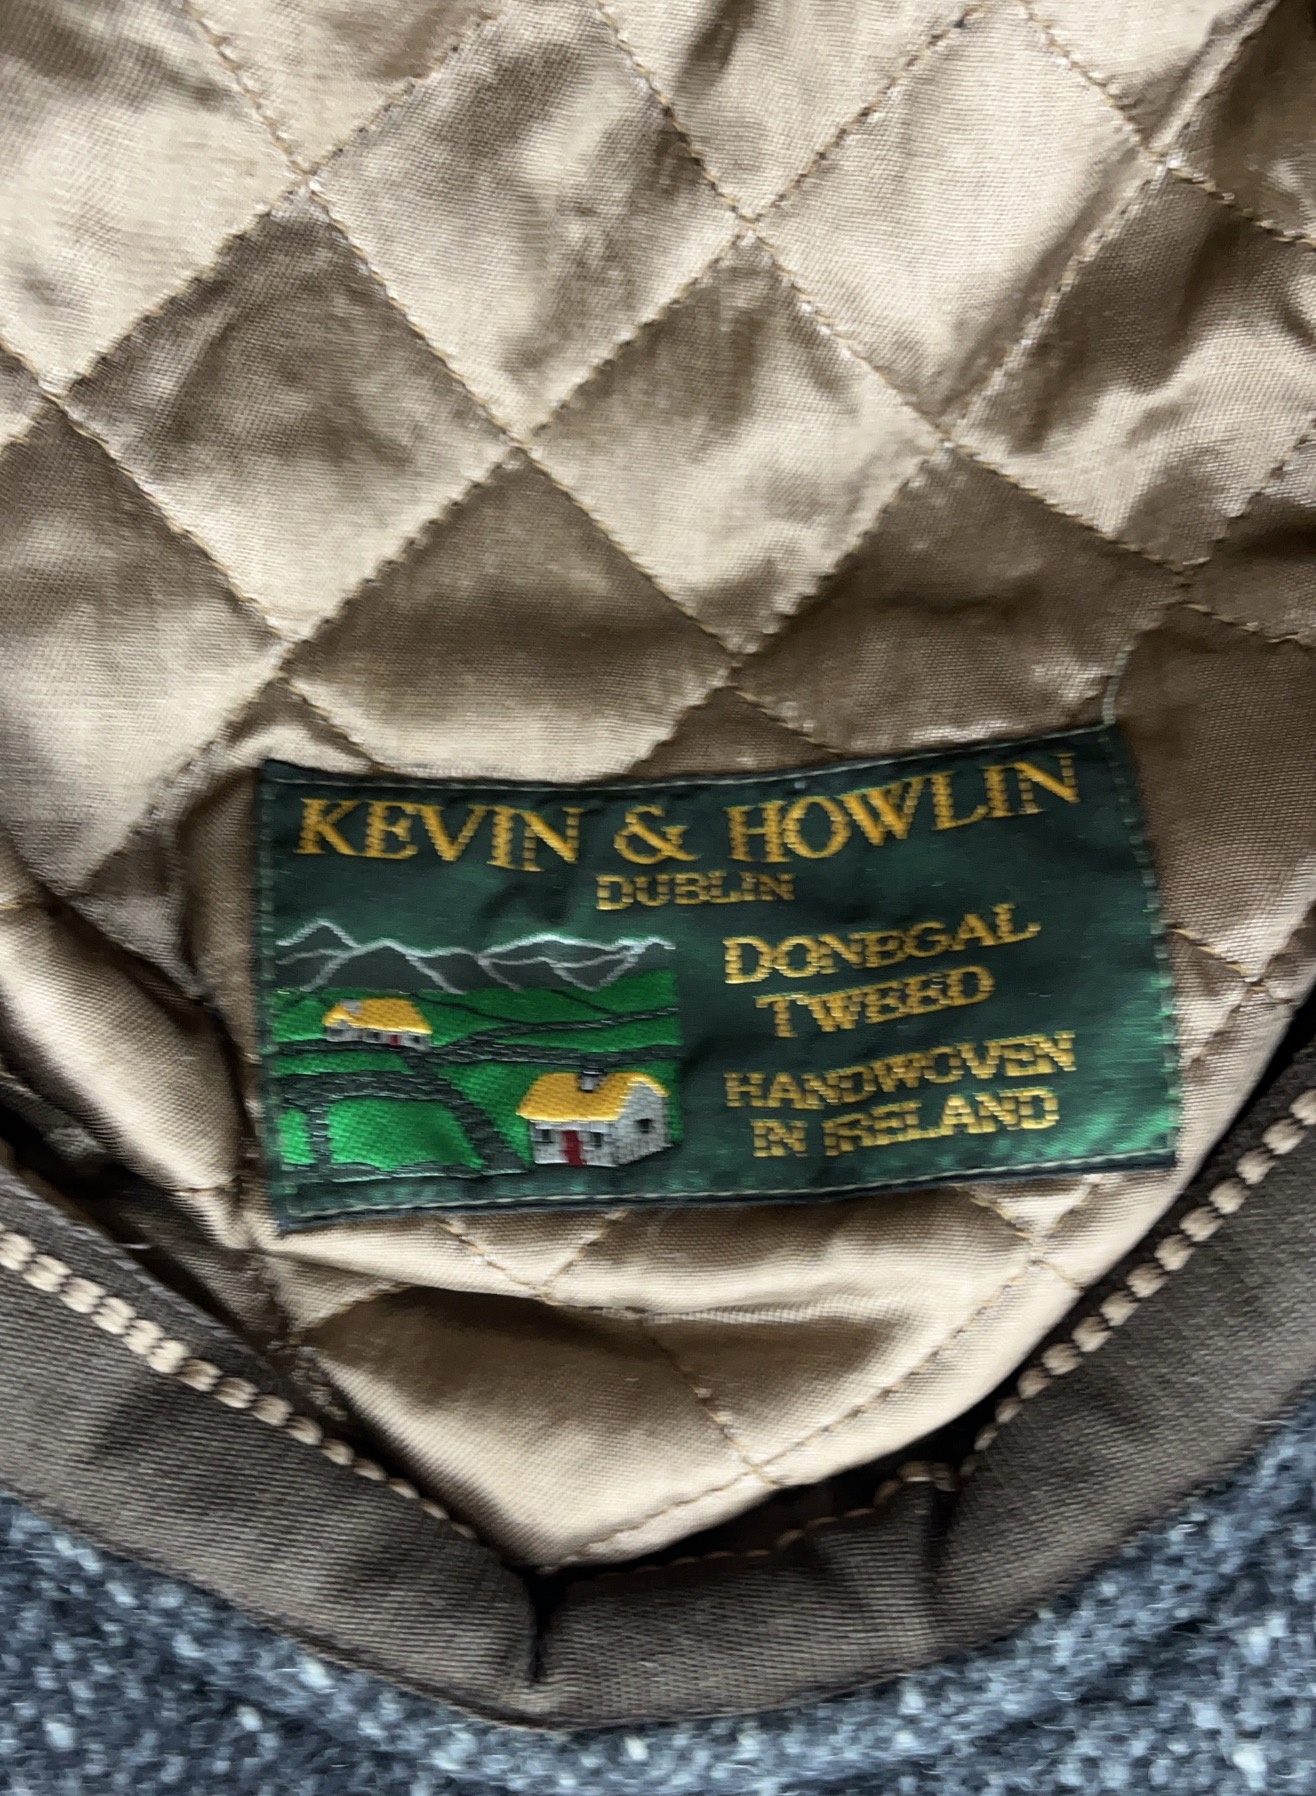 KEVIN & HOWLIN
DUBLIN
DONEGAL
TWEED
HANDWOVEN
IN IRELAND